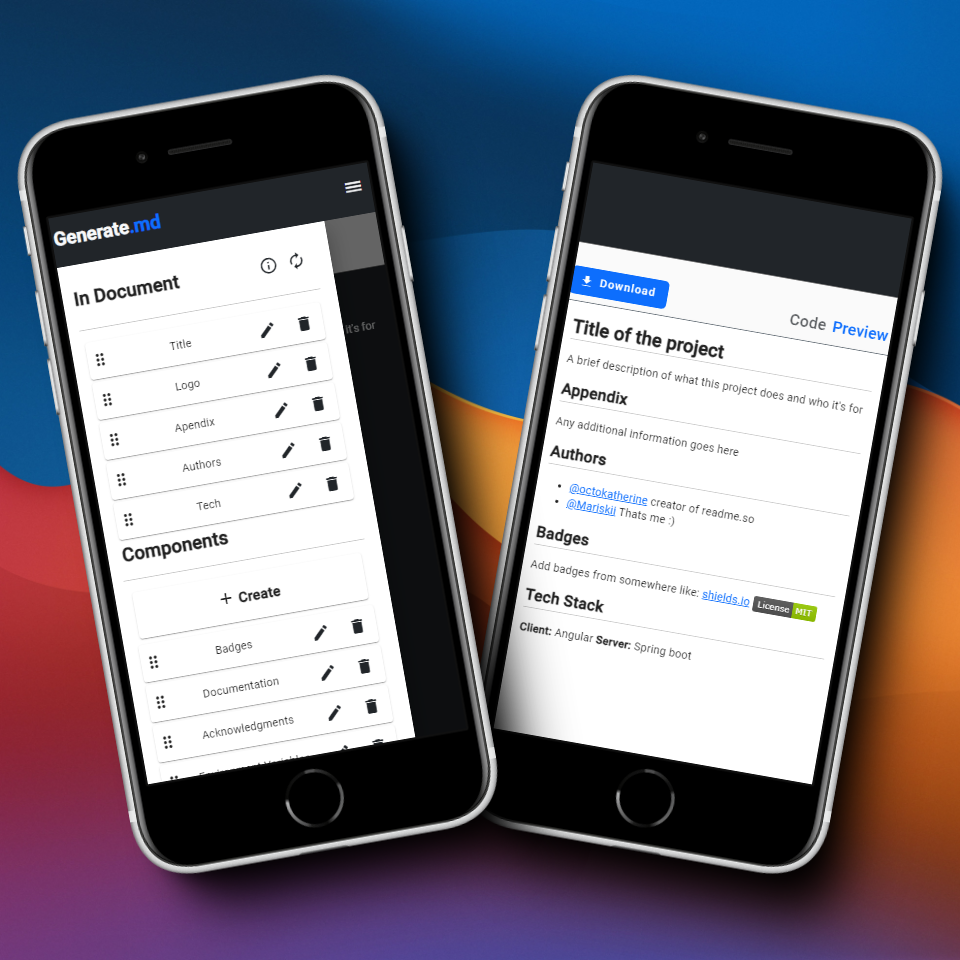 Generate.md
In Document
it's for
Title
Logo
Apendix
Authors
Tech
Components
+ Create
Badges
Documentation
Acknowledgments
Download
Code Preview
Title of the project
A brief description of what this project does and who it's for
Appendix
Any additional information goes here
Authors
@octokatherine creator of readme.so
@Mariskii Thats me :)
Badges
Add badges from somewhere like: shields.io License MIT
Tech Stack
Client: Angular Server: Spring boot